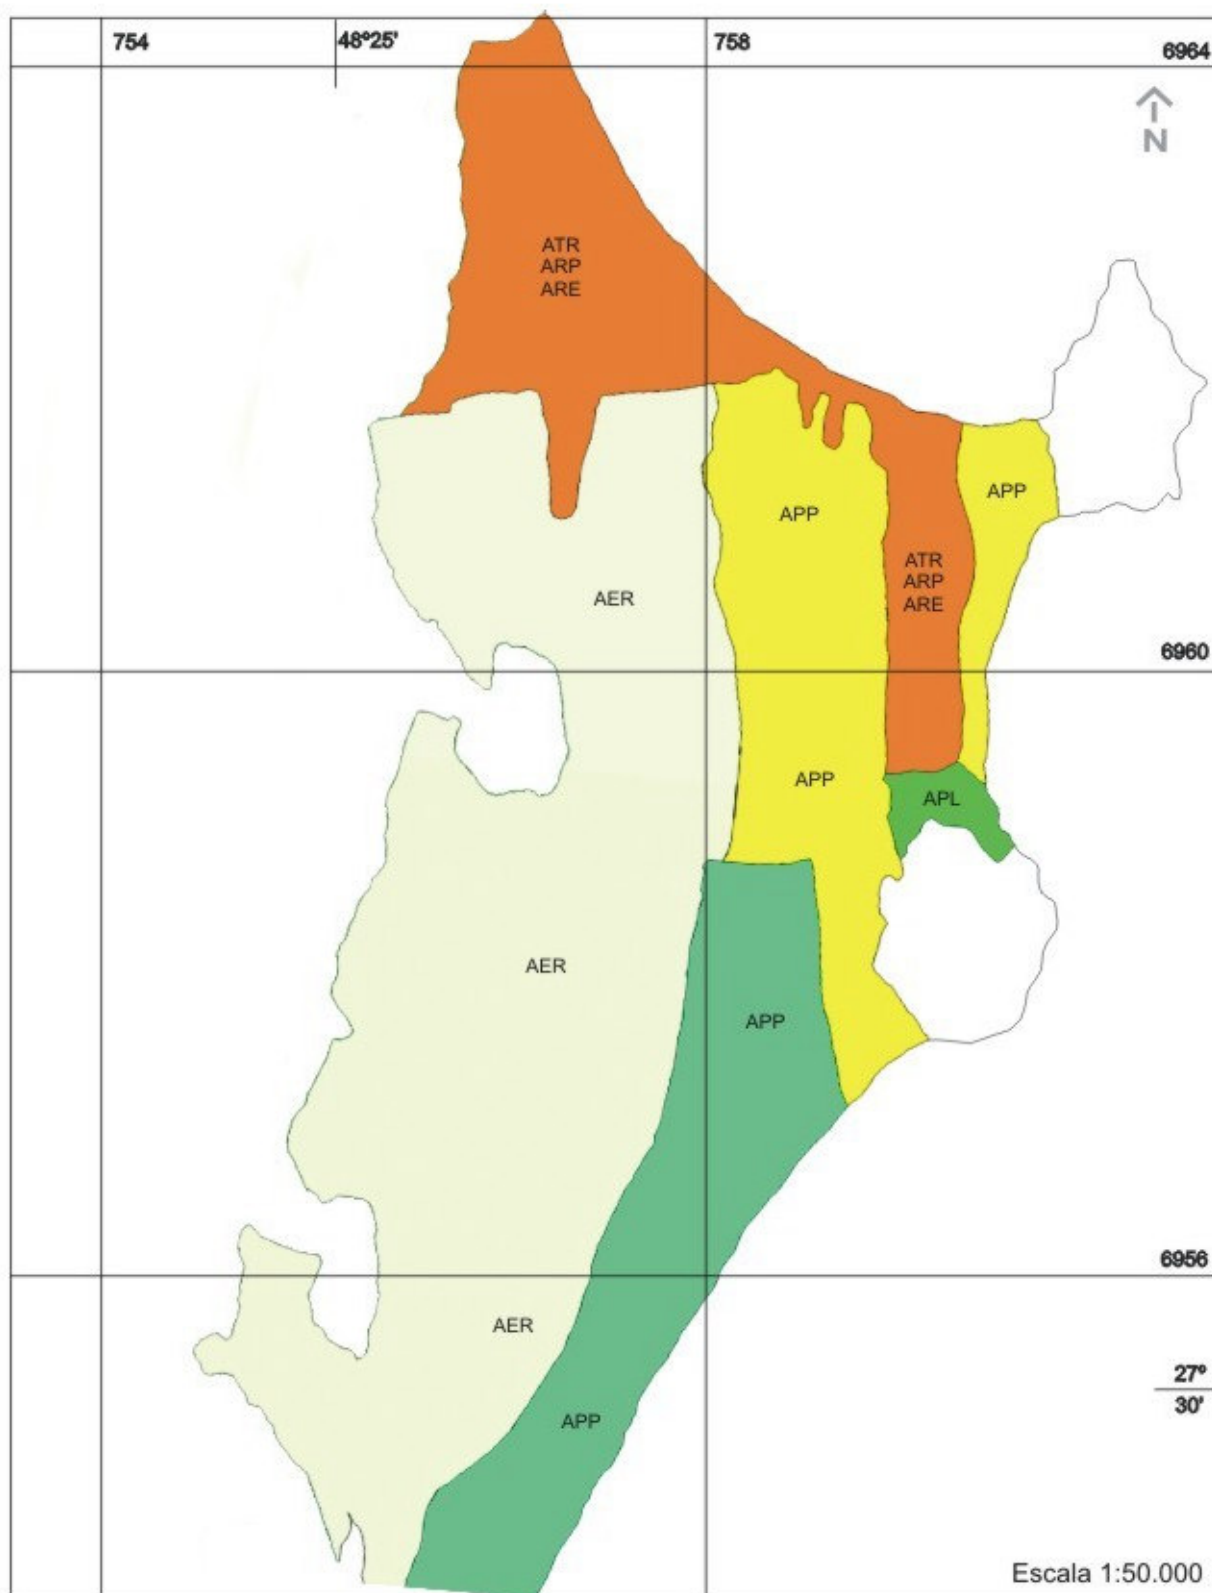 754
48°25'
758
6964
N
ATR
ARP
ARE
APP
APP
ATR
ARP
ARE
AER
6960
APP
APL
AER
APP
6956
AER
27°
30'
APP
Escala 1:50.000